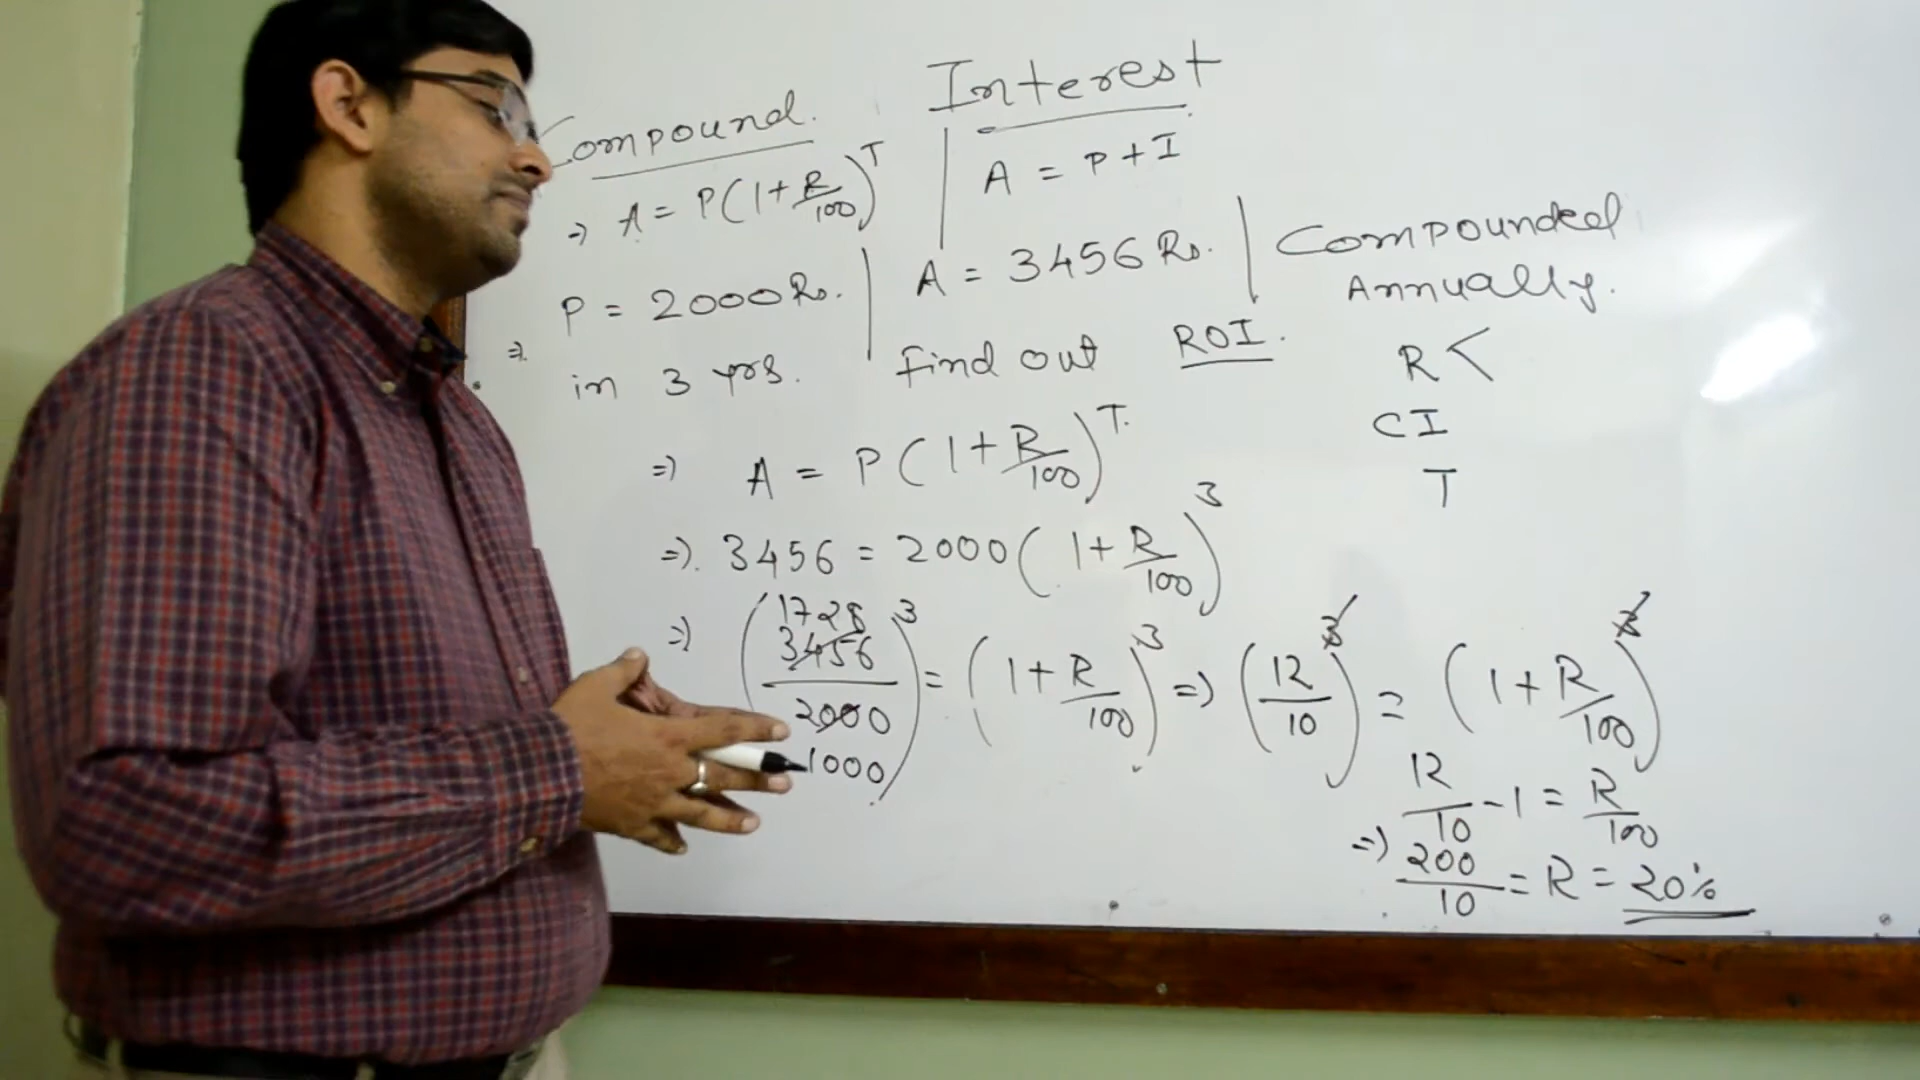 Compound. Interest
=> A = P(1+R/100)^T | A = P+I
=> P = 2000 Rs. | A = 3456 Rs. | Compounded Annually.
in 3 yrs. Find out ROI.
R <
CI
T
=> A = P(1+R/100)^T.
=>. 3456 = 2000(1+R/100)^3
=> (1728 3456/2000 1000)^3 = (1+R/100)^3 => (12/10)^3 = (1+R/100)^3
12/10 - 1 = R/100
=> 200/10 = R = 20%